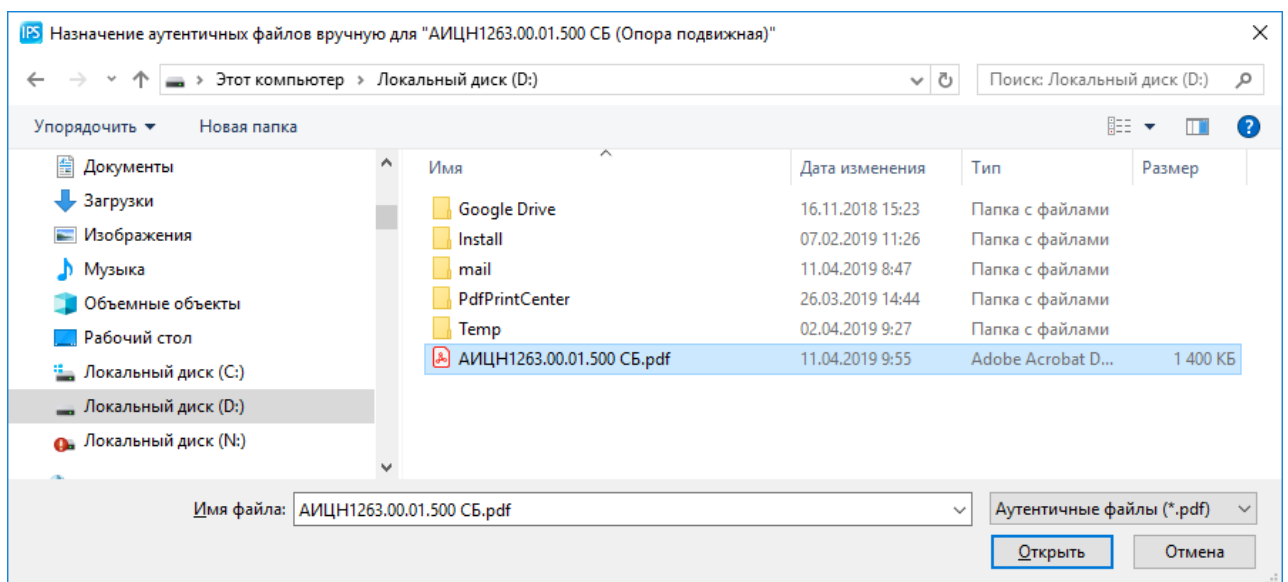 IPS Назначение аутентичных файлов вручную для "АИЦН1263.00.01.500 СБ (Опора подвижная)"
Этот компьютер > Локальный диск (D:) Поиск: Локальный диск (D:)
Упорядочить Новая папка
Документы
Загрузки
Изображения
Музыка
Объемные объекты
Рабочий стол
Локальный диск (C:)
Локальный диск (D:)
Локальный диск (N:)
Имя Дата изменения Тип Размер
Google Drive 16.11.2018 15:23 Папка с файлами
Install 07.02.2019 11:26 Папка с файлами
mail 11.04.2019 8:47 Папка с файлами
PdfPrintCenter 26.03.2019 14:44 Папка с файлами
Temp 02.04.2019 9:27 Папка с файлами
АИЦН1263.00.01.500 СБ.pdf 11.04.2019 9:55 Adobe Acrobat D... 1 400 КБ
Имя файла: АИЦН1263.00.01.500 СБ.pdf Аутентичные файлы (*.pdf)
Открыть Отмена